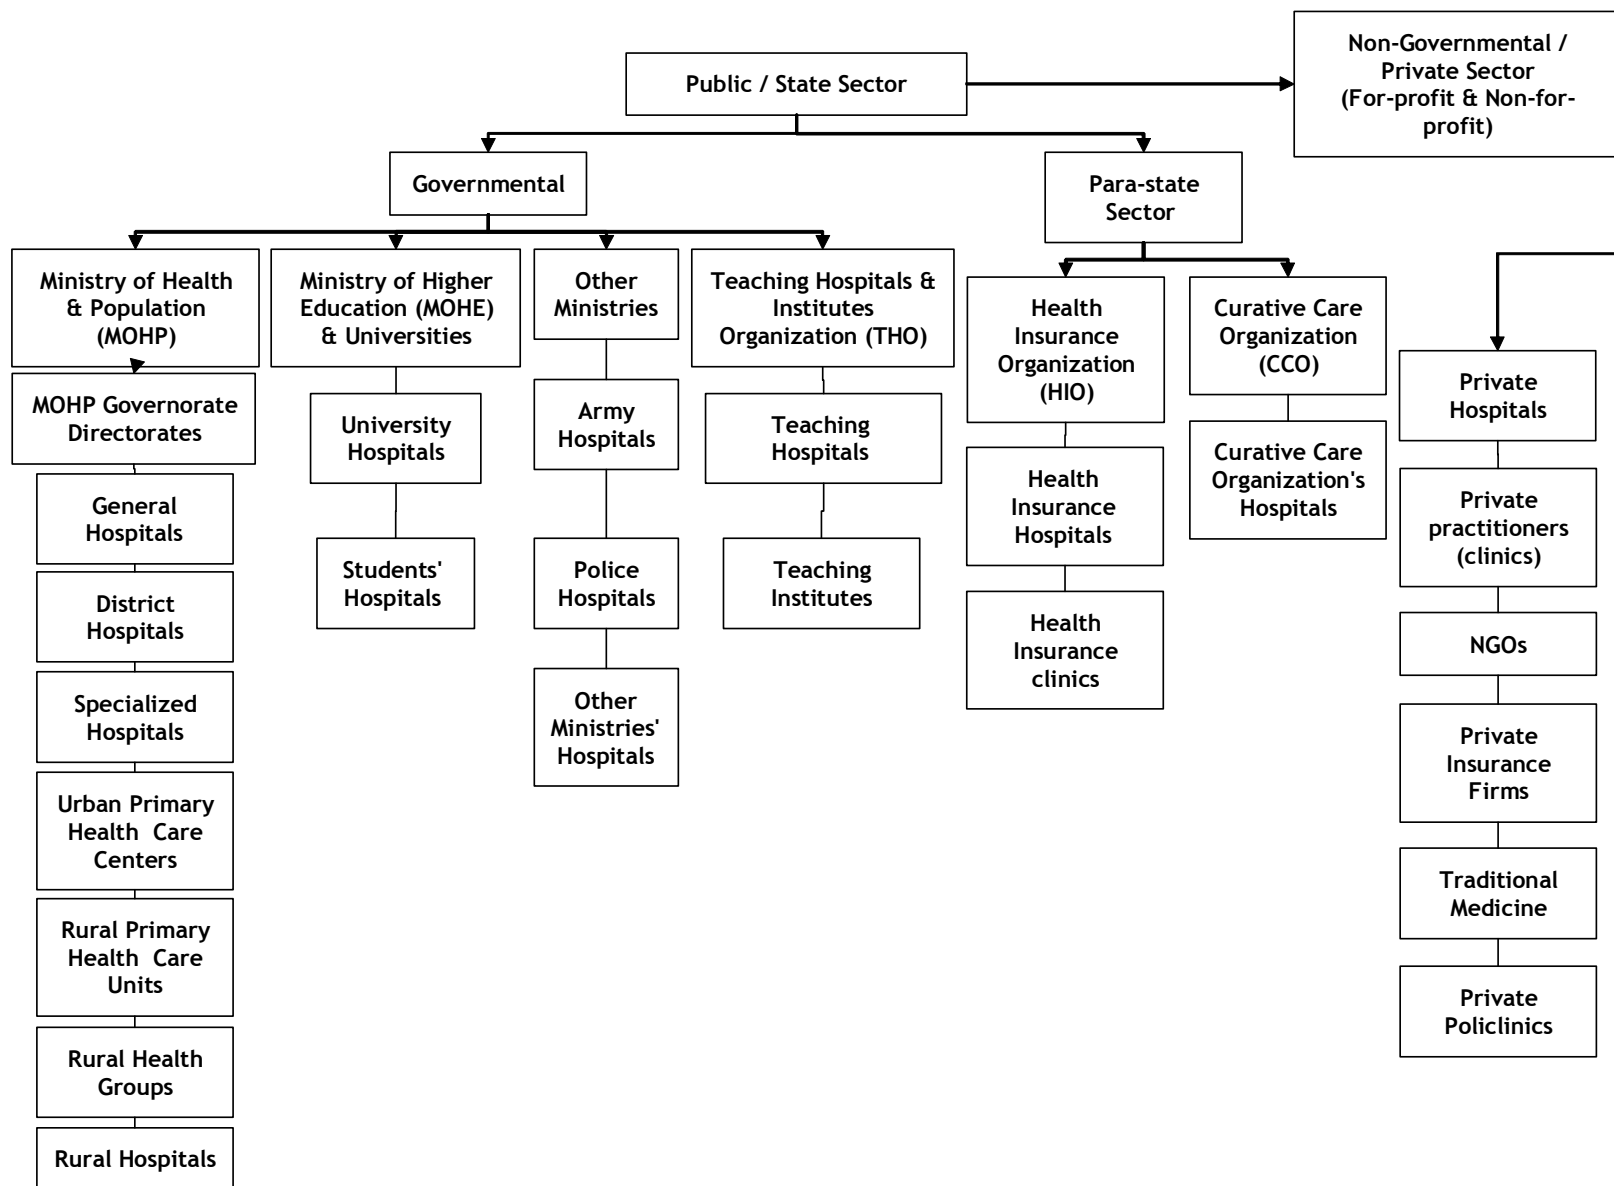 Non-Governmental /
Private Sector
(For-profit & Non-for-
profit)
Public / State Sector
Governmental
Para-state
Sector
Ministry of Health
& Population
(MOHP)
Ministry of Higher
Education (MOHE)
& Universities
Other
Ministries
Teaching Hospitals &
Institutes
Organization (THO)
Health
Insurance
Organization
(HIO)
Curative Care
Organization
(CCO)
Private
Hospitals
MOHP Governorate
Directorates
University
Hospitals
Army
Hospitals
Teaching
Hospitals
Health
Insurance
Hospitals
Curative Care
Organization's
Hospitals
Private
practitioners
(clinics)
General
Hospitals
Students'
Hospitals
Police
Hospitals
Teaching
Institutes
Health
Insurance
clinics
NGOs
District
Hospitals
Specialized
Hospitals
Other
Ministries'
Hospitals
Private
Insurance
Firms
Urban Primary
Health  Care
Centers
Traditional
Medicine
Rural Primary
Health  Care
Units
Private
Policlinics
Rural Health
Groups
Rural Hospitals